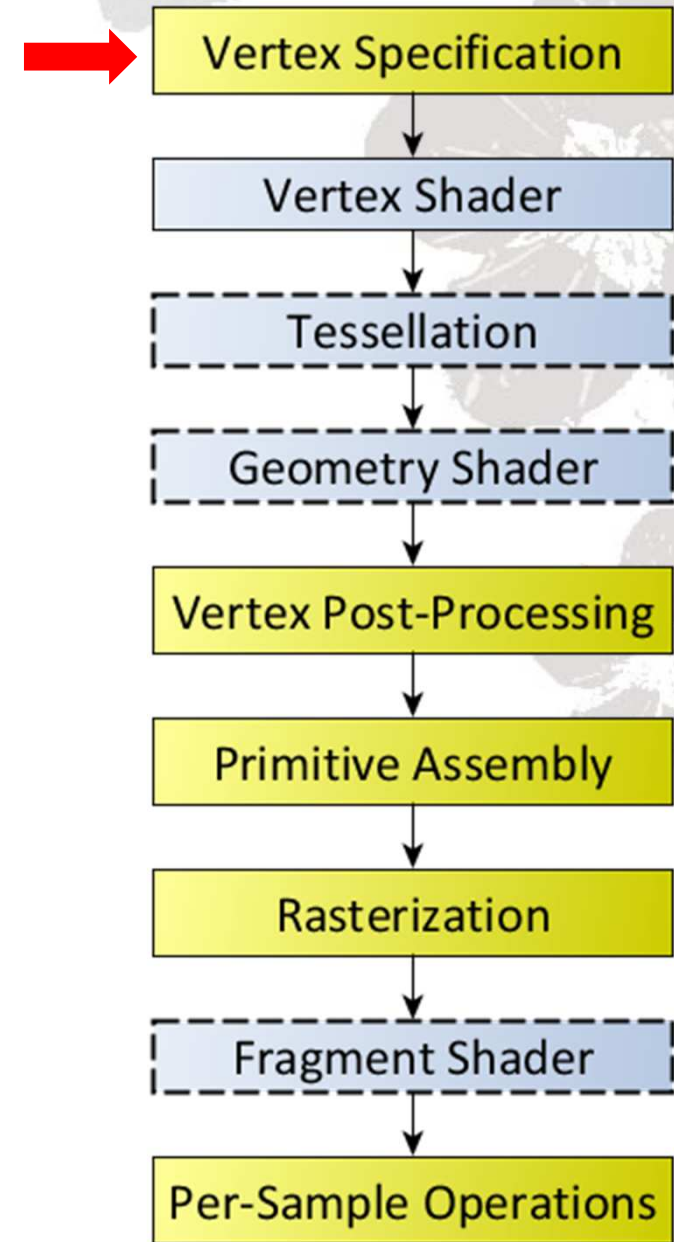 Vertex Specification
Vertex Shader
Tessellation
Geometry Shader
Vertex Post-Processing
Primitive Assembly
Rasterization
Fragment Shader
Per-Sample Operations